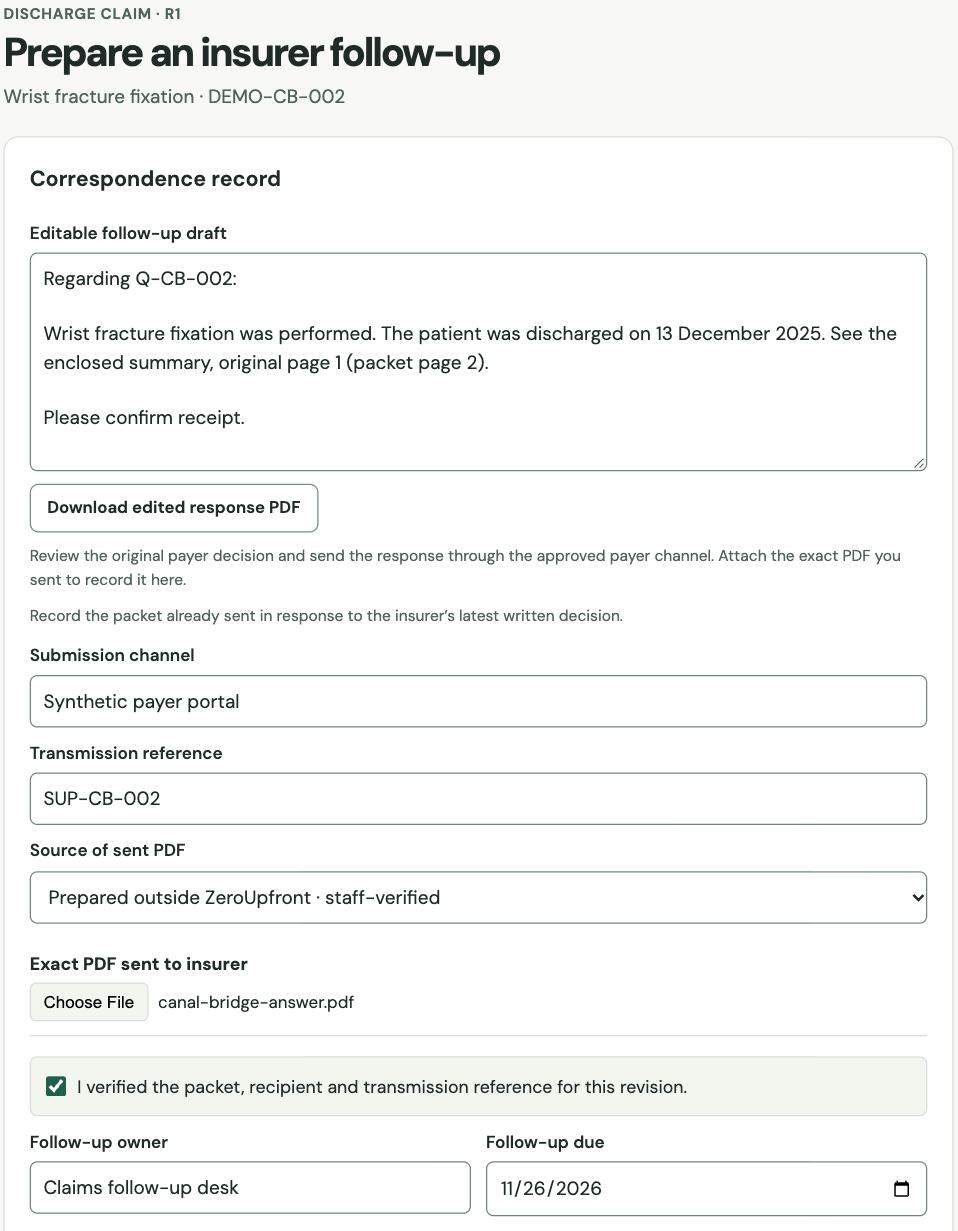 DISCHARGE CLAIM · R1
Prepare an insurer follow-up
Wrist fracture fixation · DEMO-CB-002
Correspondence record
Editable follow-up draft
Regarding Q-CB-002:
Wrist fracture fixation was performed. The patient was discharged on 13 December 2025. See the
enclosed summary, original page 1 (packet page 2).
Please confirm receipt.
Download edited response PDF
Review the original payer decision and send the response through the approved payer channel. Attach the exact PDF you
sent to record it here.
Record the packet already sent in response to the insurer’s latest written decision.
Submission channel
Synthetic payer portal
Transmission reference
SUP-CB-002
Source of sent PDF
Prepared outside ZeroUpfront · staff-verified
Exact PDF sent to insurer
Choose File canal-bridge-answer.pdf
I verified the packet, recipient and transmission reference for this revision.
Follow-up owner
Claims follow-up desk
Follow-up due
11/26/2026